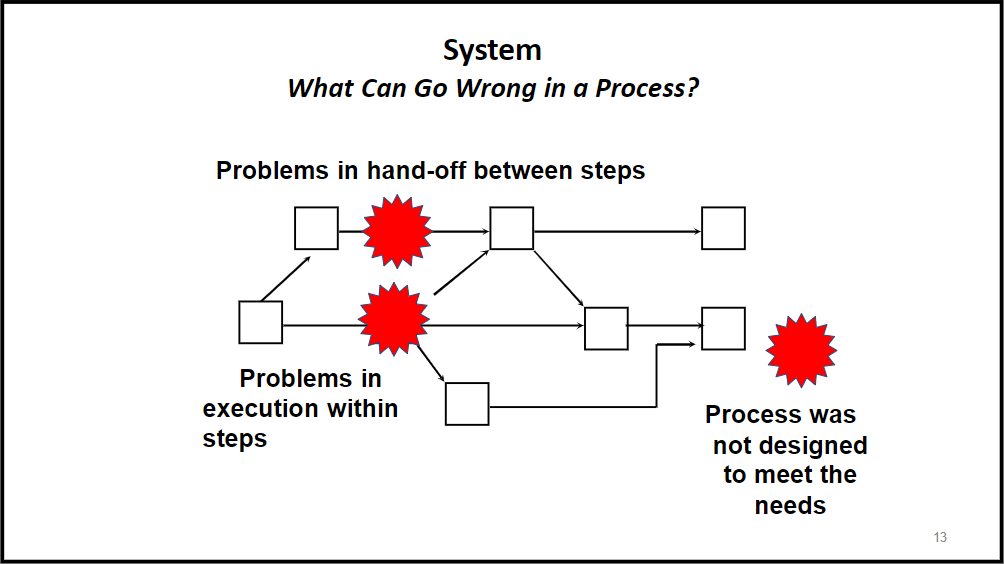 System
What Can Go Wrong in a Process?
Problems in hand-off between steps
Problems in
execution within
steps
Process was
not designed
to meet the
needs
13